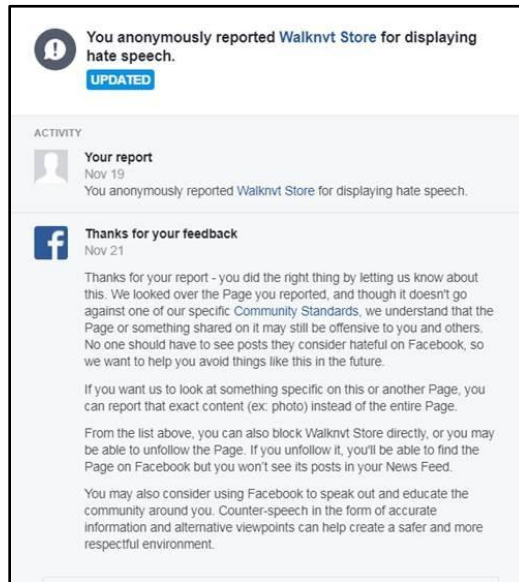 You anonymously reported Walknvt Store for displaying
hate speech.
UPDATED
ACTIVITY
Your report
Nov 19
You anonymously reported Walknvt Store for displaying hate speech.
Thanks for your feedback
Nov 21
Thanks for your report - you did the right thing by letting us know about
this. We looked over the Page you reported, and though it doesn't go
against one of our specific Community Standards, we understand that the
Page or something shared on it may still be offensive to you and others.
No one should have to see posts they consider hateful on Facebook, so
we want to help you avoid things like this in the future.
If you want us to look at something specific on this or another Page, you
can report that exact content (ex: photo) instead of the entire Page.
From the list above, you can also block Walknvt Store directly, or you may
be able to unfollow the Page. If you unfollow it, you'll be able to find the
Page on Facebook but you won't see its posts in your News Feed.
You may also consider using Facebook to speak out and educate the
community around you. Counter-speech in the form of accurate
information and alternative viewpoints can help create a safer and more
respectful environment.